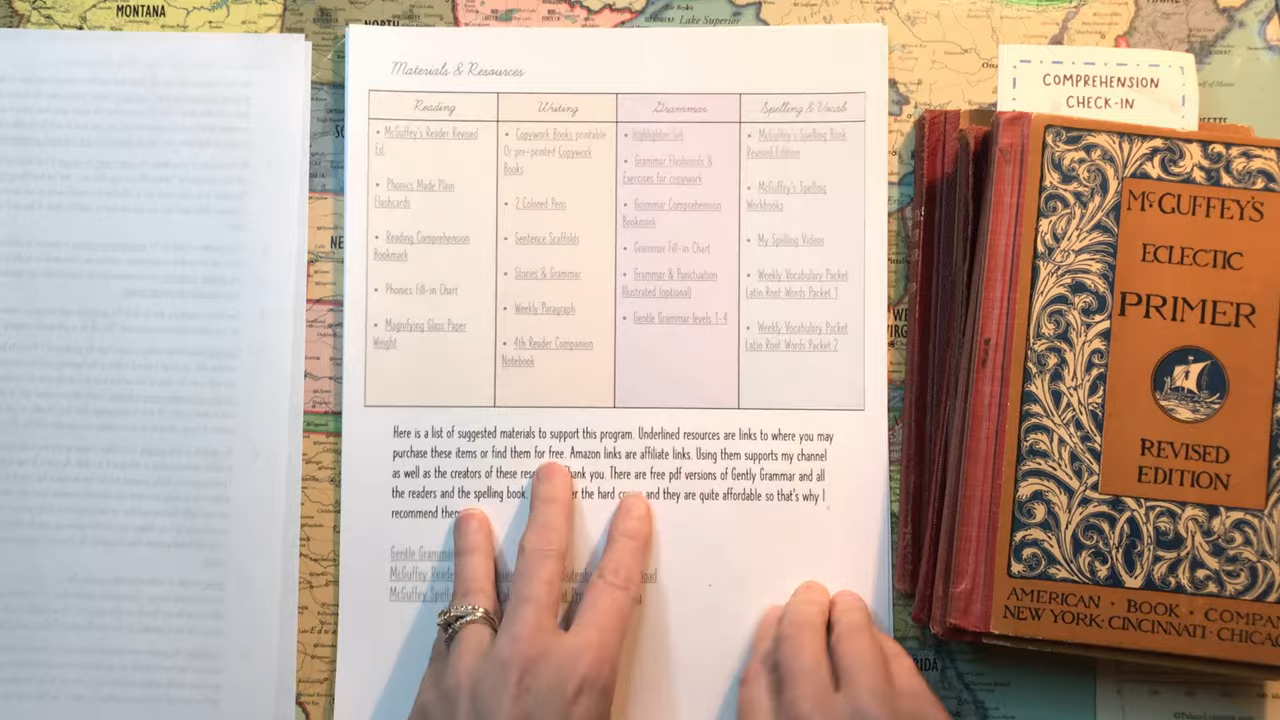 MONTANA
NORTH
Lake Superior
Materials & Resources
Reading
• McGuffey's Reader Revised
Ed.
• Phonics Made Plain
Flashcards
• Reading Comprehension
Bookmark
• Phonics Fill-in Chart
• Magnifying Glass Paper
Weight
Writing
• Copywork Books printable
Or pre-printed Copywork
Books
• 2 Colored Pens
• Sentence Scaffolds
• Stories & Grammar
• Weekly Paragraph
• 4th Reader Companion
Notebook
Grammar
• Highlighter Set
• Grammar Flashcards &
Exercises for copywork
• Grammar Comprehension
Bookmark
• Grammar Fill-in Chart
• Grammar & Punctuation
Illustrated (optional)
• Gentle Grammar levels 1-4
Spelling & Vocab
• McGuffey's Spelling Book
Revised Edition
• McGuffey's Spelling
Workbooks
• My Spelling Videos
• Weekly Vocabulary Packet
Latin Root Words Packet 1
• Weekly Vocabulary Packet
Latin Root Words Packet 2
Here is a list of suggested materials to support this program. Underlined resources are links to where you may
purchase these items or find them for free. Amazon links are affiliate links. Using them supports my channel
as well as the creators of these Thank you. There are free pdf versions of Gently Grammar and all
the readers and the spelling book. the hard and they are quite affordable so that's why I
recommend
Gentle
McGuffey
McGuffey
COMPREHENSION
CHECK-IN
McGUFFEY'S
ECLECTIC
PRIMER
REVISED
EDITION
AMERICAN · BOOK ·
NEW YORK · CINCINNATI ·